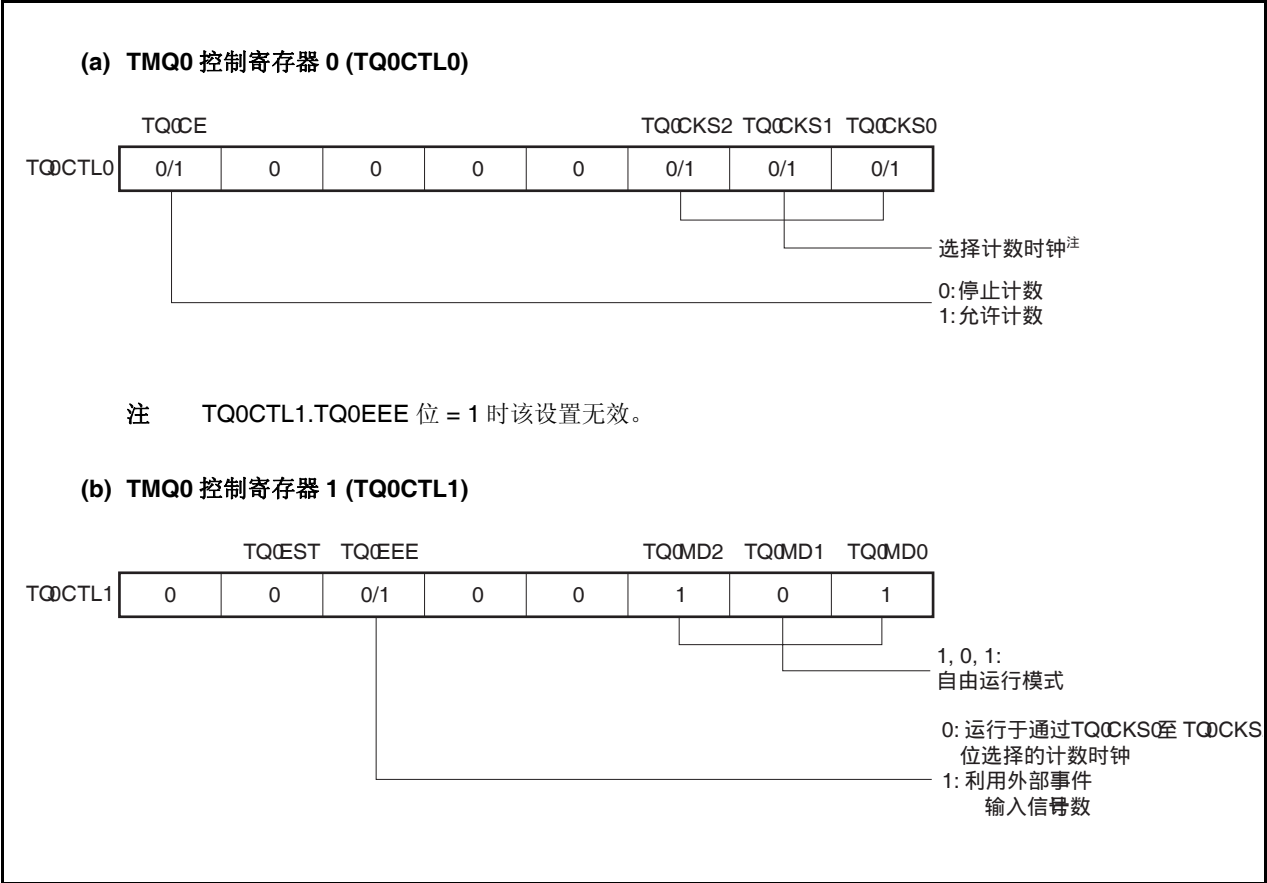 (a) TMQ0 控制寄存器 0 (TQ0CTL0)
TQ0CE TQ0CKS2 TQ0CKS1 TQ0CKS0
TQ0CTL0 0/1 0 0 0 0 0/1 0/1 0/1
选择计数时钟注
0:停止计数
1:允许计数
注 TQ0CTL1.TQ0EEE 位 = 1 时该设置无效。
(b) TMQ0 控制寄存器 1 (TQ0CTL1)
TQ0EST TQ0EEE TQ0MD2 TQ0MD1 TQ0MD0
TQ0CTL1 0 0 0/1 0 0 1 0 1
1, 0, 1:
自由运行模式
0: 运行于通过TQ0CKS0至 TQ0CKS
位选择的计数时钟
1: 利用外部事件
输入信号数